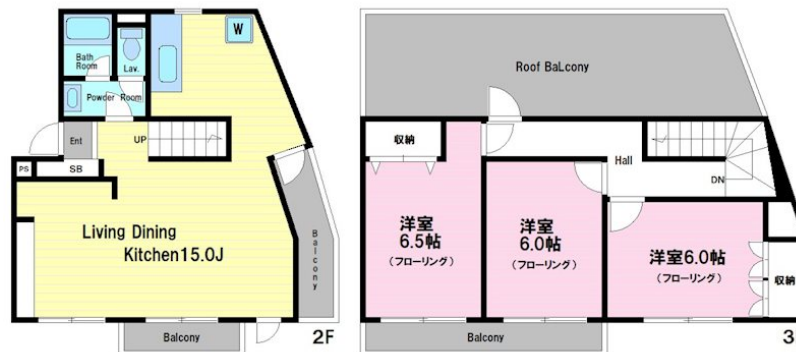 Bath
Room
Lav.
Powder Room
W
Ent
UP
PS
SB
Living Dining
Kitchen15.0J
Balcony
Balcony
2F
Roof BaLcony
収納
Hall
DN
洋室
6.5帖
(フローリング)
洋室
6.0帖
(フローリング)
洋室6.0帖
(フローリング)
収納
Balcony
3